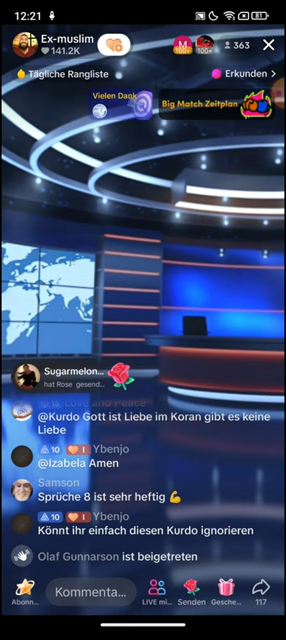 12:21
81
Ex-muslim
141.2K
100+
100+
363
Tägliche Rangliste
Erkunden >
Vielen Dank
Big Match Zeitplan
Sugarmelon...
hat Rose gesend...
Love and Peace
@Kurdo Gott ist Liebe im Koran gibt es keine
Liebe
10 I Ybenjo
@Izabela Amen
Samson
Sprüche 8 ist sehr heftig 💪
10 I Ybenjo
Könnt ihr einfach diesen Kurdo ignorieren
Olaf Gunnarson ist beigetreten
Kommenta...
Abonn...
LIVE mi...
Senden
Gesche...
117